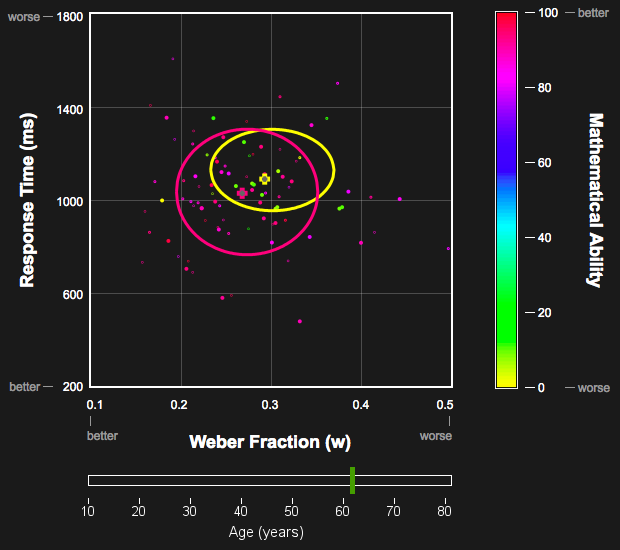 worse
1800
1400
1000
600
better
200
Response Time (ms)
0.1
0.2
0.3
0.4
0.5
better
worse
Weber Fraction (w)
100
better
80
60
40
20
0
worse
Mathematical Ability
10
20
30
40
50
60
70
80
Age (years)